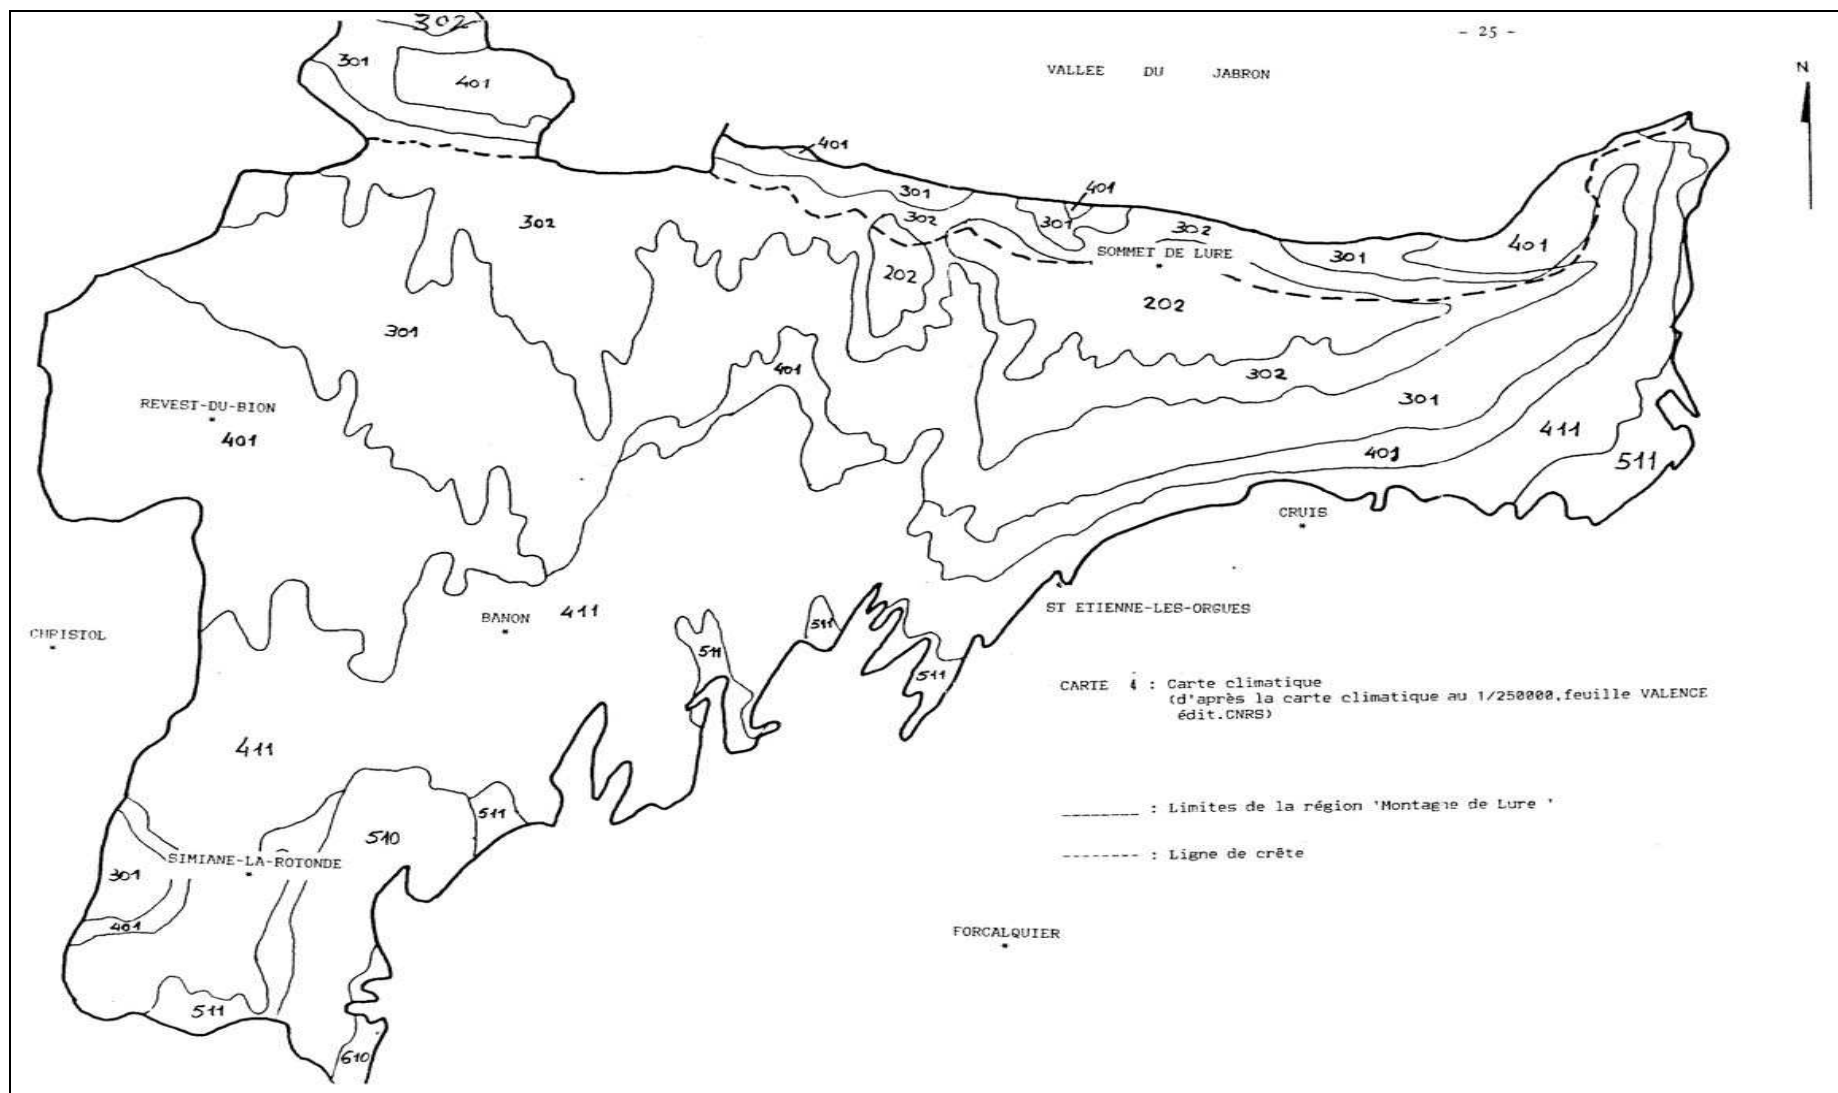 302
- 25 -
301
401
VALLEE DU JABRON
N
401
301
401
302
302
301
302
SOMMET DE LURE
301
401
202
202
301
401
302
REVEST-DU-BION
401
301
401
411
511
CRUIS
BANON
411
511
ST ETIENNE-LES-ORGUES
CHRISTOL
511
511
CARTE 4 : Carte climatique
(d'après la carte climatique au 1/250000,feuille VALENCE
édit.CNRS)
411
511
510
________ : Limites de la région 'Montagne de Lure '
-------- : Ligne de crête
SIMIANE-LA-ROTONDE
301
401
FORCALQUIER
511
610